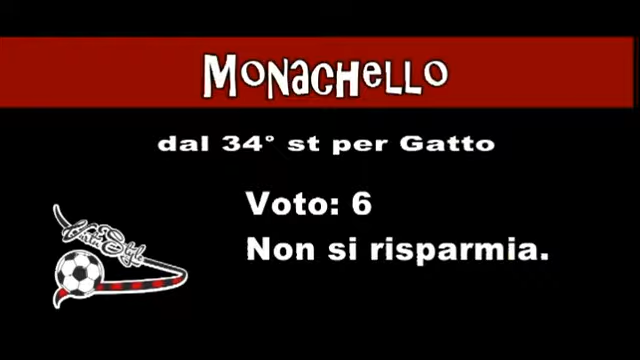 Monachello
dal 34° st per Gatto
Voto: 6
Non si risparmia.